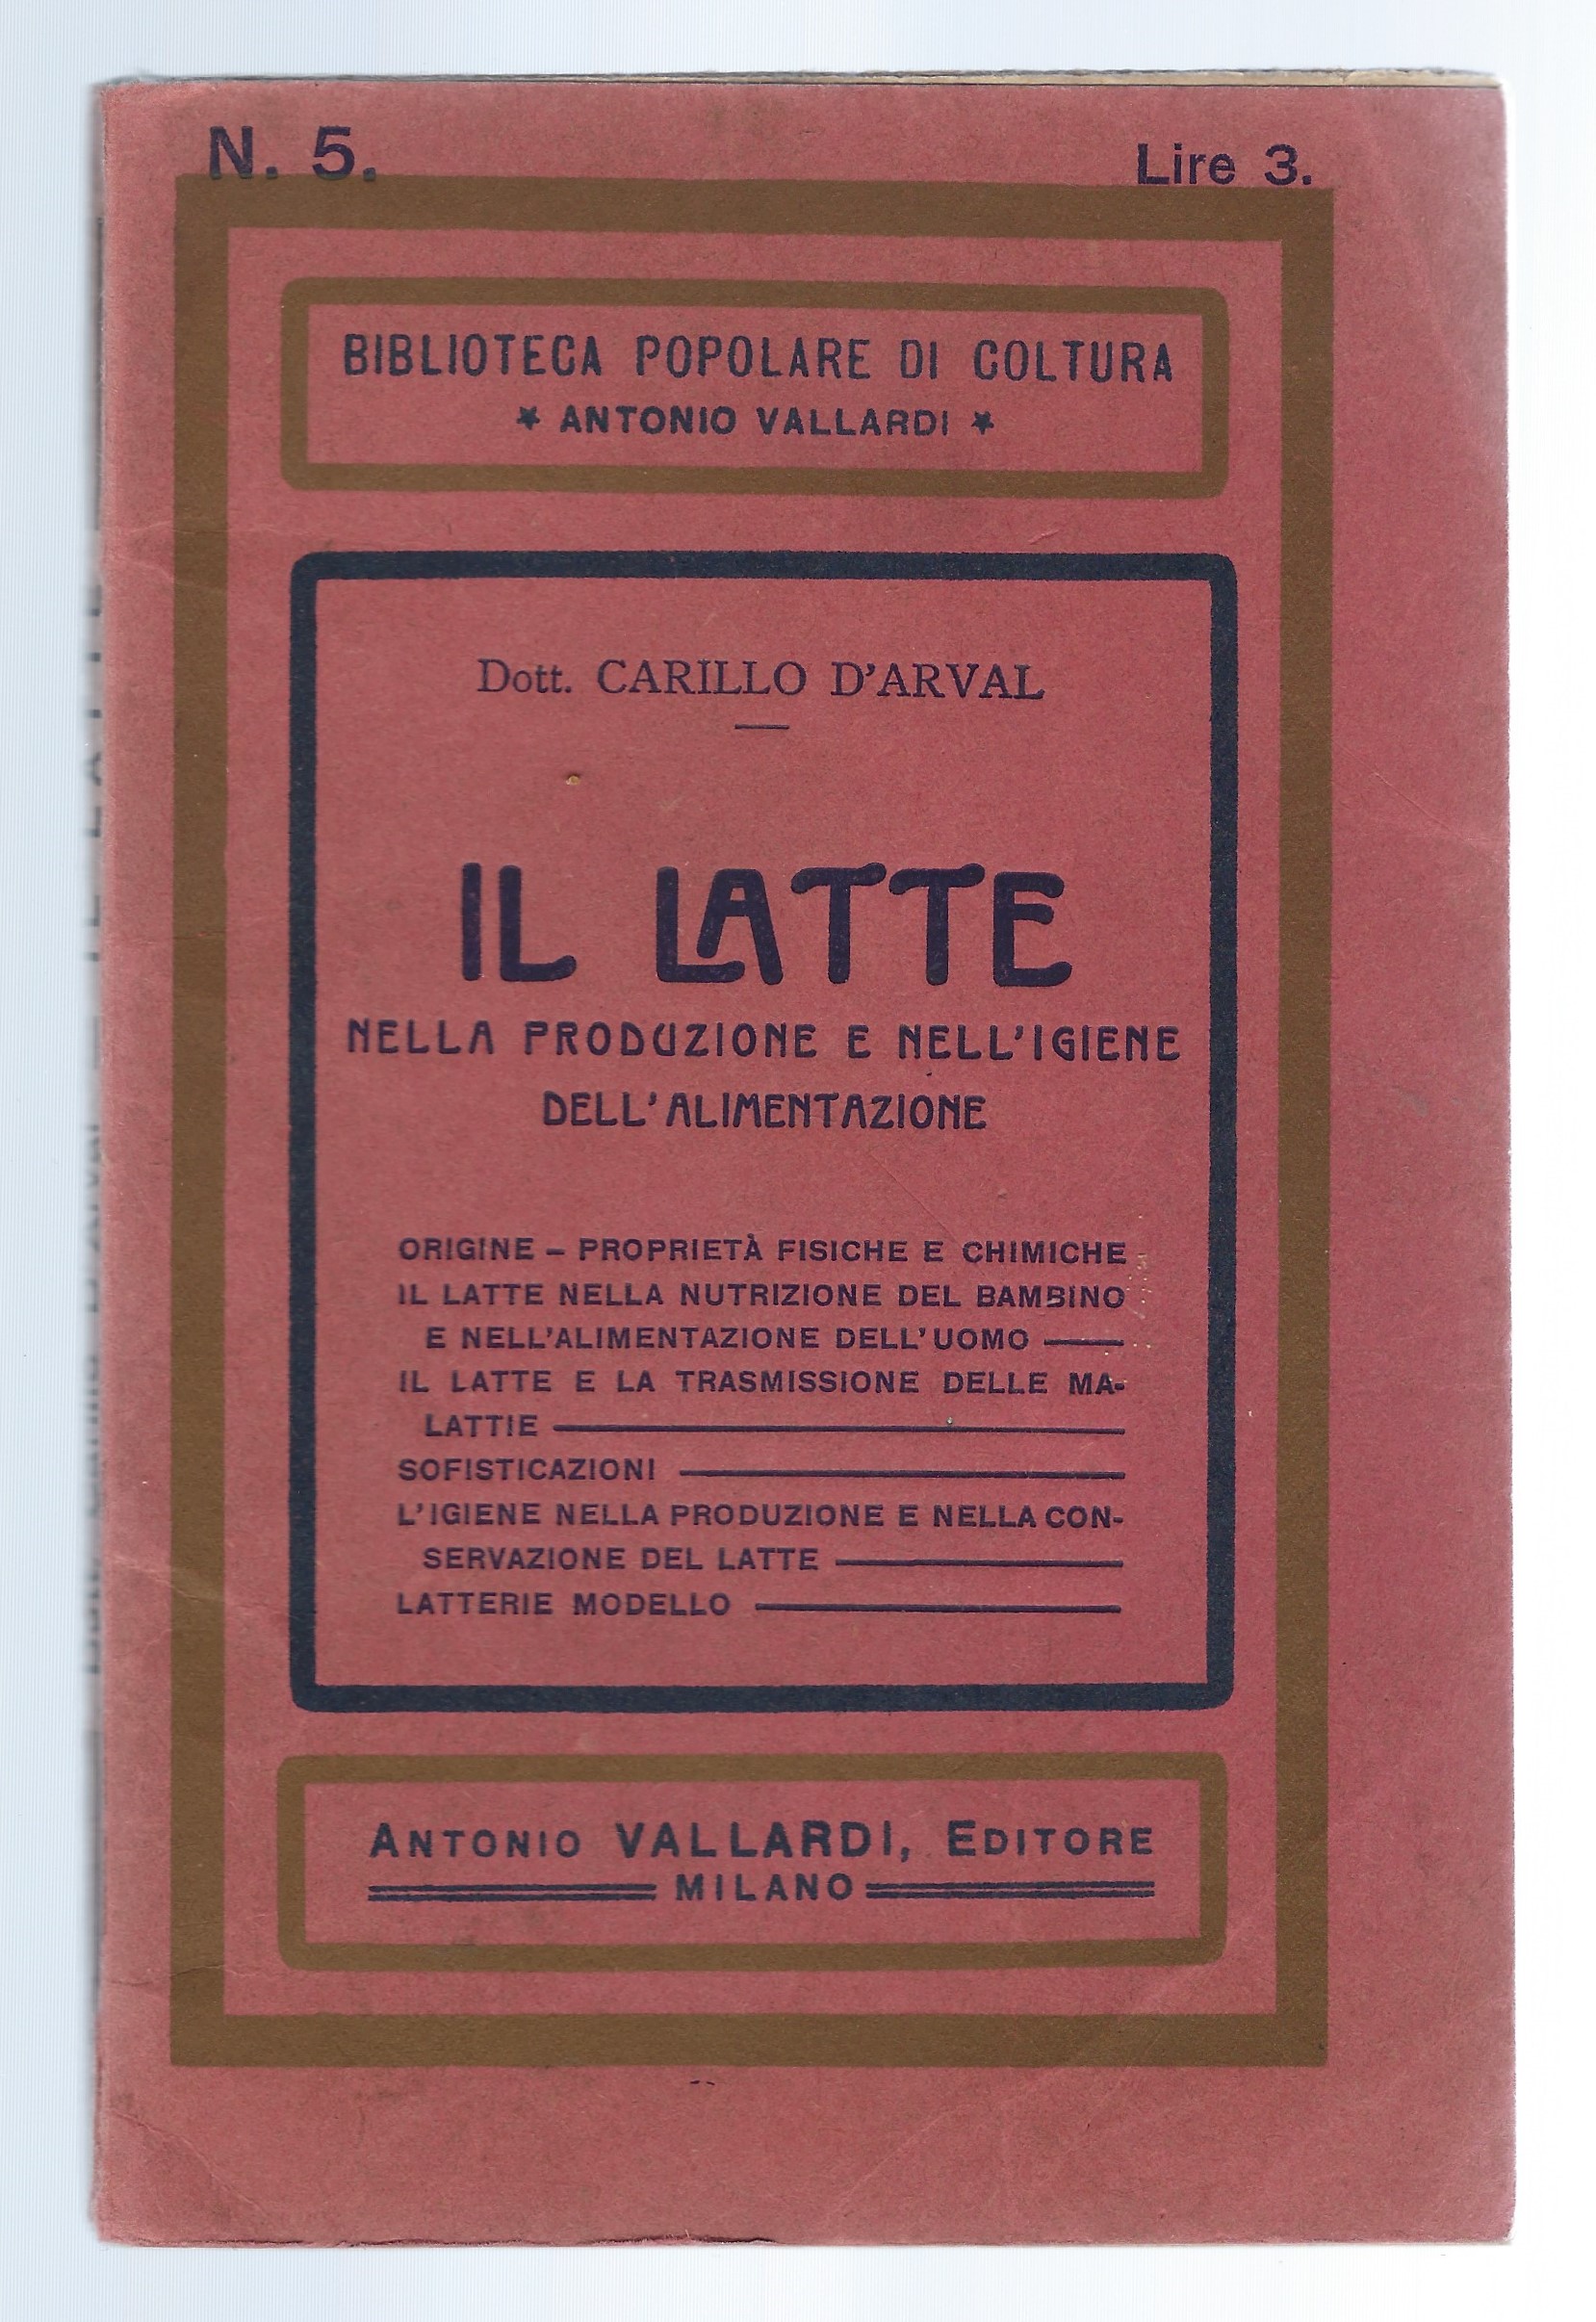 N. 5.
Lire 3.
BIBLIOTECA POPOLARE DI COLTURA
★ ANTONIO VALLARDI ★
Dott. CARILLO D'ARVAL
IL LATTE
NELLA PRODUZIONE E NELL'IGIENE
DELL'ALIMENTAZIONE
ORIGINE – PROPRIETÀ FISICHE E CHIMICHE
IL LATTE NELLA NUTRIZIONE DEL BAMBINO
E NELL'ALIMENTAZIONE DELL'UOMO
IL LATTE E LA TRASMISSIONE DELLE MA-
LATTIE
SOFISTICAZIONI
L'IGIENE NELLA PRODUZIONE E NELLA CON-
SERVAZIONE DEL LATTE
LATTERIE MODELLO
ANTONIO VALLARDI, EDITORE
MILANO